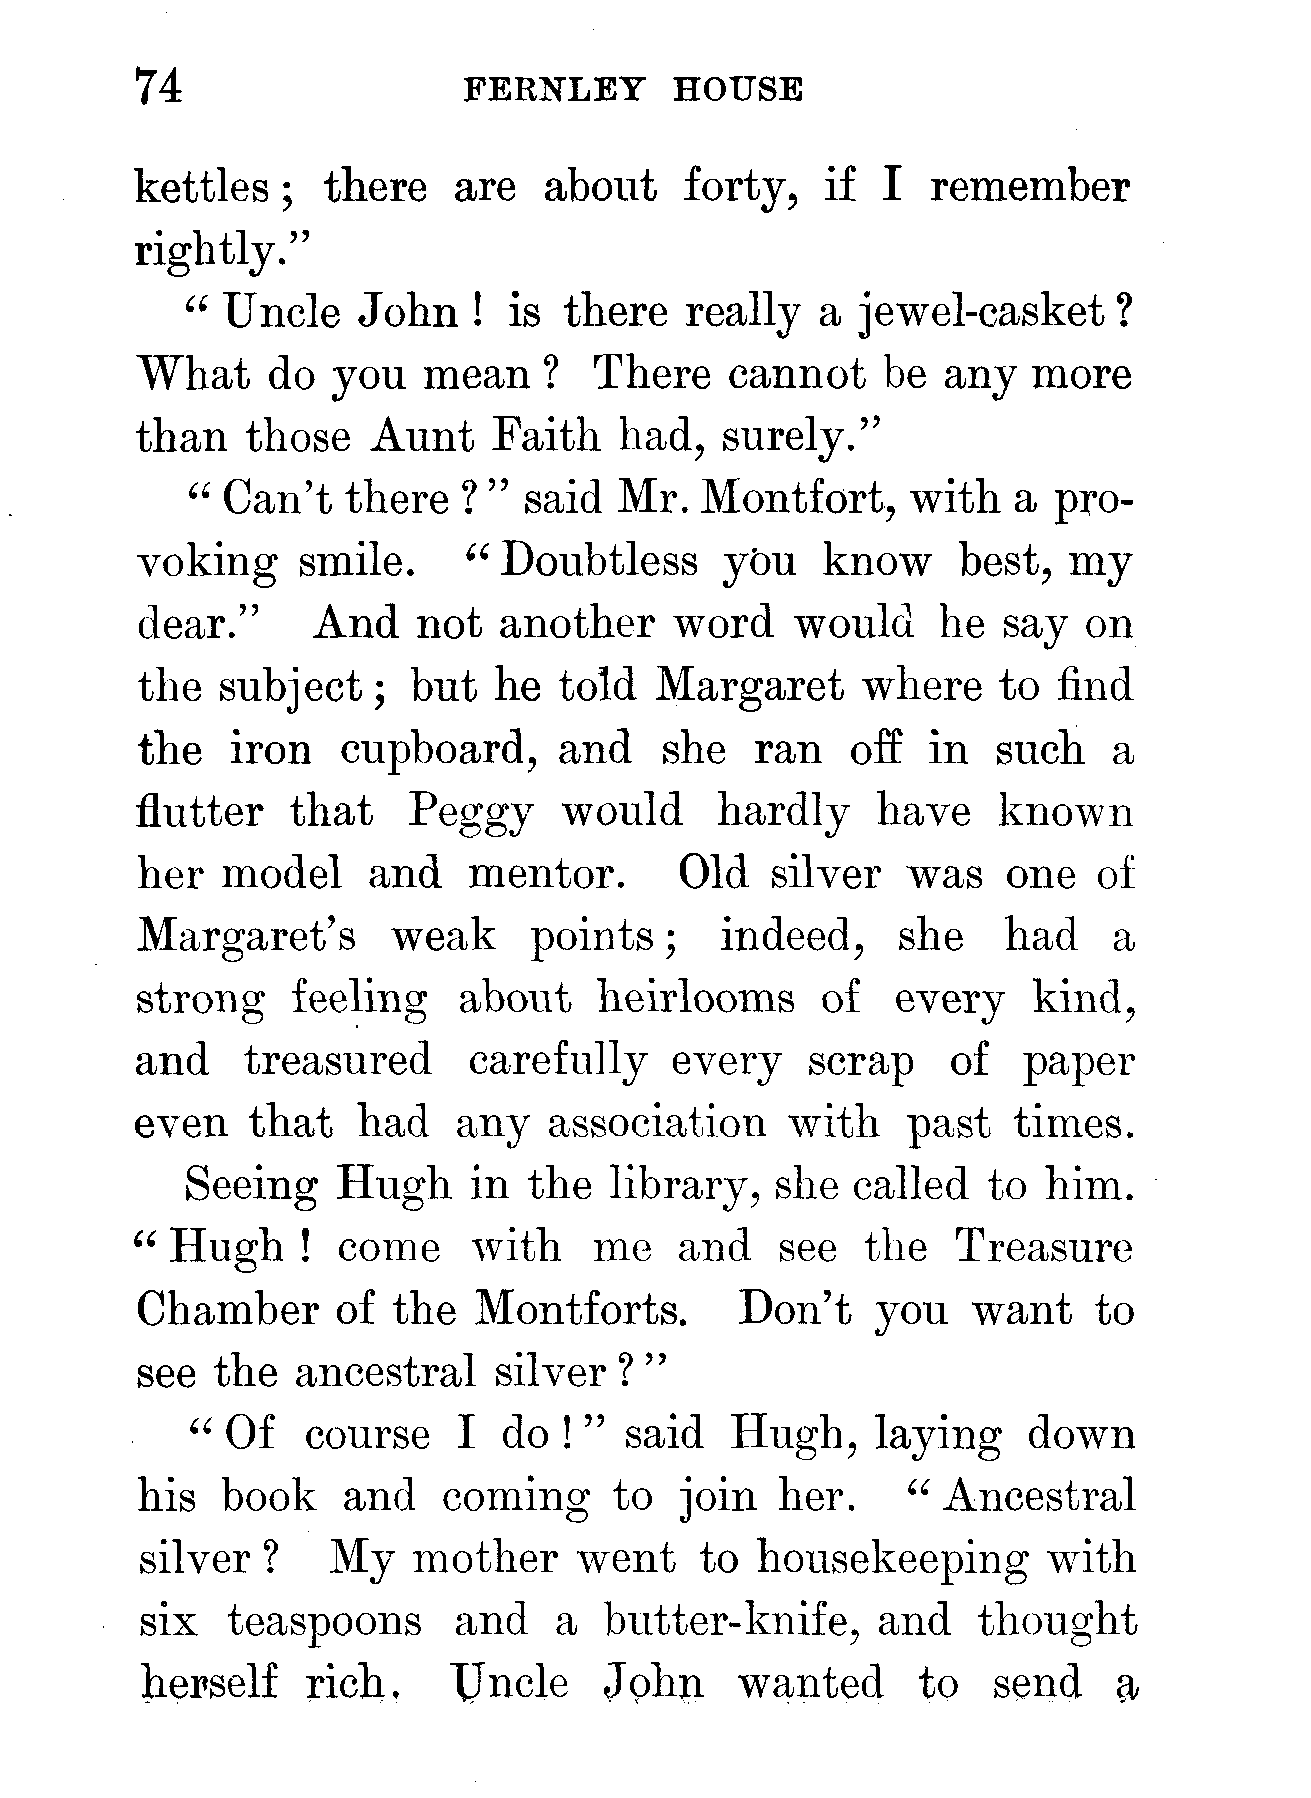 74 FERNLEY HOUSE
kettles ; there are about forty, if I remember
rightly."
" Uncle John ! is there really a jewel-casket ?
What do you mean ? There cannot be any more
than those Aunt Faith had, surely."
" Can't there ? " said Mr. Montfort, with a pro-
voking smile. " Doubtless you know best, my
dear." And not another word would he say on
the subject ; but he told Margaret where to find
the iron cupboard, and she ran off in such a
flutter that Peggy would hardly have known
her model and mentor. Old silver was one of
Margaret's weak points ; indeed, she had a
strong feeling about heirlooms of every kind,
and treasured carefully every scrap of paper
even that had any association with past times.
Seeing Hugh in the library, she called to him.
" Hugh ! come with me and see the Treasure
Chamber of the Montforts. Don't you want to
see the ancestral silver ? "
" Of course I do ! " said Hugh, laying down
his book and coming to join her. " Ancestral
silver ? My mother went to housekeeping with
six teaspoons and a butter-knife, and thought
herself rich. Uncle John wanted to send a